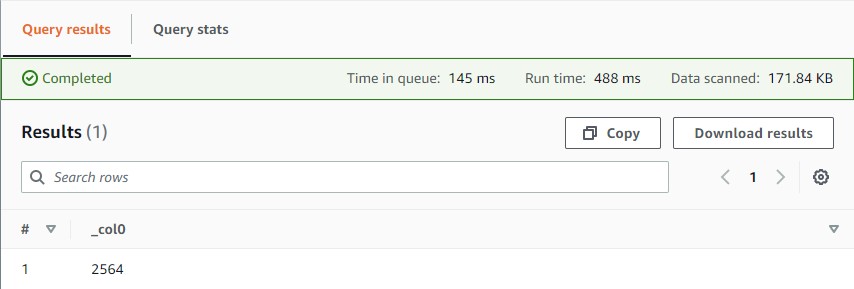 Query results Query stats
Completed Time in queue: 145 ms Run time: 488 ms Data scanned: 171.84 KB
Results (1) Copy Download results
Search rows 1
# _col0
1 2564